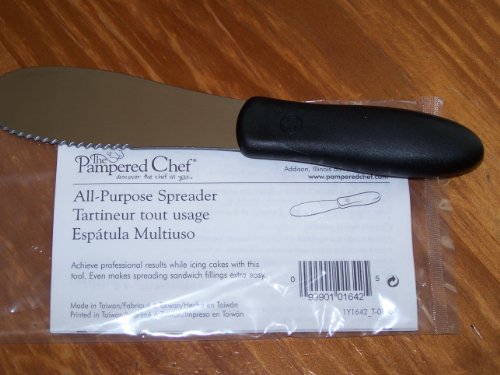 The
Pampered Chef®
discover the chef in you™
Addison, Illinois
www.pamperedchef.com
All-Purpose Spreader
Tartineur tout usage
Espátula Multiuso
Achieve professional results while icing cakes with this
tool. Even makes spreading sandwich fillings extra easy.
0 99901 01642 5
Made in Taiwan/Fabriqué à Taiwan/Hecho en Taiwán
Printed in Taiwan/Imprimé à Taiwan/Impreso en Taiwán